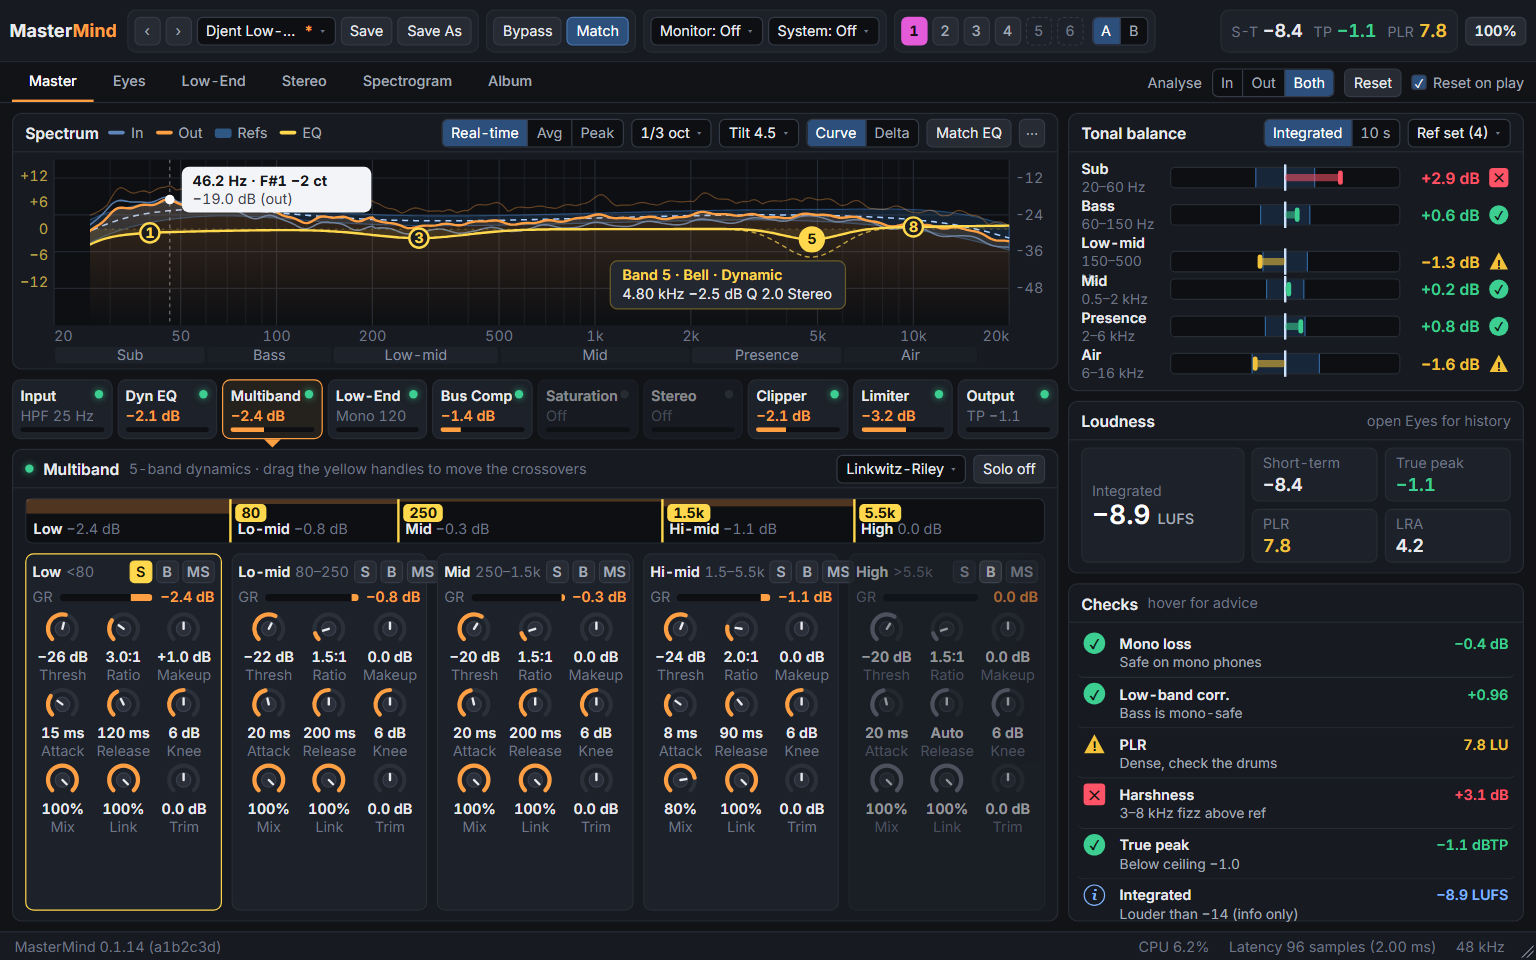 MasterMind ‹ › Djent Low-... * Save Save As Bypass Match Monitor: Off System: Off 1 2 3 4 5 6 A B S-T −8.4 TP −1.1 PLR 7.8 100%
Master Eyes Low-End Stereo Spectrogram Album Analyse In Out Both Reset Reset on play
Spectrum In Out Refs EQ Real-time Avg Peak 1/3 oct Tilt 4.5 Curve Delta Match EQ ...
+12 −12
+6 −24
0 −30
−6 −36
−12 −48
46.2 Hz · F#1 −2 ct
−19.0 dB (out)
1 3 5 8
Band 5 · Bell · Dynamic
4.80 kHz −2.5 dB Q 2.0 Stereo
20 50 100 200 500 1k 2k 5k 10k 20k
Sub Bass Low-mid Mid Presence Air
Input Dyn EQ Multiband Low-End Bus Comp Saturation Stereo Clipper Limiter Output
HPF 25 Hz −2.1 dB −2.4 dB Mono 120 −1.4 dB Off Off −2.1 dB −3.2 dB TP −1.1
Multiband 5-band dynamics · drag the yellow handles to move the crossovers Linkwitz-Riley Solo off
80 250 1.5k 5.5k
Low −2.4 dB Lo-mid −0.8 dB Mid −0.3 dB Hi-mid −1.1 dB High 0.0 dB
Low <80 S B MS Lo-mid 80–250 S B MS Mid 250–1.5k S B MS Hi-mid 1.5–5.5k S B MS High >5.5k S B MS
GR −2.4 dB GR −0.8 dB GR −0.3 dB GR −1.1 dB GR 0.0 dB
−26 dB 3.0:1 +1.0 dB −22 dB 1.5:1 0.0 dB −20 dB 1.5:1 0.0 dB −24 dB 2.0:1 0.0 dB −20 dB 1.5:1 0.0 dB
Thresh Ratio Makeup Thresh Ratio Makeup Thresh Ratio Makeup Thresh Ratio Makeup Thresh Ratio Makeup
15 ms 120 ms 6 dB 20 ms 200 ms 6 dB 20 ms 200 ms 6 dB 8 ms 90 ms 6 dB 20 ms Auto 6 dB
Attack Release Knee Attack Release Knee Attack Release Knee Attack Release Knee Attack Release Knee
100% 100% 0.0 dB 100% 100% 0.0 dB 100% 100% 0.0 dB 80% 100% 0.0 dB 100% 100% 0.0 dB
Mix Link Trim Mix Link Trim Mix Link Trim Mix Link Trim Mix Link Trim
Tonal balance Integrated 10 s Ref set (4)
Sub
20–60 Hz +2.9 dB
Bass
60–150 Hz +0.6 dB
Low-mid
150–500 −1.3 dB
Mid
0.5–2 kHz +0.2 dB
Presence
2–6 kHz +0.8 dB
Air
6–16 kHz −1.6 dB
Loudness open Eyes for history
Integrated
−8.9 LUFS
Short-term True peak
−8.4 −1.1
PLR LRA
7.8 4.2
Checks hover for advice
Mono loss −0.4 dB
Safe on mono phones
Low-band corr. +0.96
Bass is mono-safe
PLR 7.8 LU
Dense, check the drums
Harshness +3.1 dB
3–8 kHz fizz above ref
True peak −1.1 dBTP
Below ceiling −1.0
Integrated −8.9 LUFS
Louder than −14 (info only)
MasterMind 0.1.14 (a1b2c3d) CPU 6.2% Latency 96 samples (2.00 ms) 48 kHz